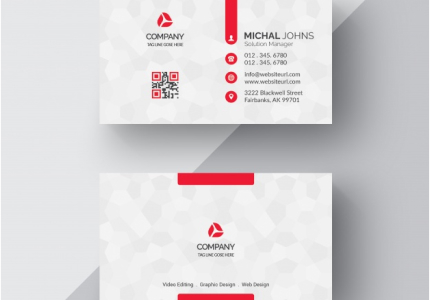 COMPANY
TAG LINE GOES HERE
MICHAL JOHNS
Solution Manager
012 . 345. 6780
012 . 345. 6780
info@websiteurl.com
www.websiteurl.com
3222 Blackwell Street
Fairbanks, AK 99701
COMPANY
TAG LINE GOSE HERE
Video Editing . Graphic Design . Web Design